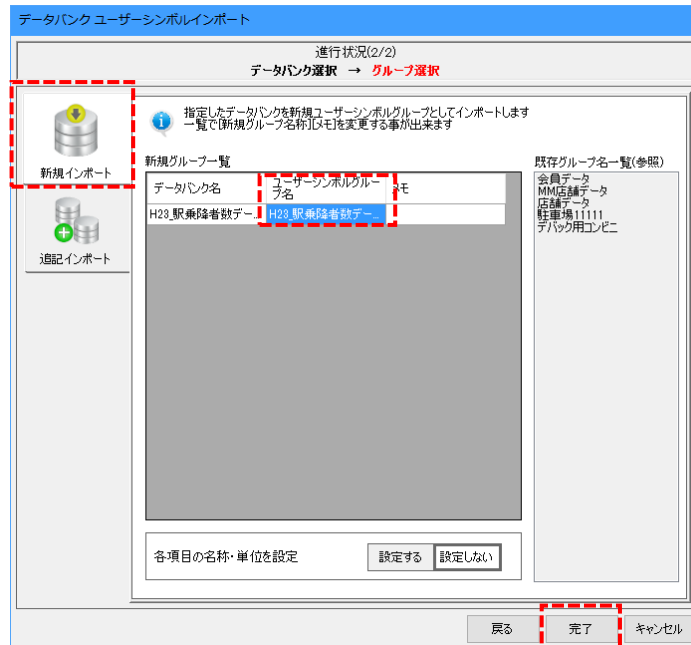 データバンク ユーザーシンボルインポート
進行状況(2/2)
データバンク選択 → グループ選択
新規インポート
追記インポート
指定したデータバンクを新規ユーザーシンボルグループとしてインポートします
一覧で[新規グループ名称][メモ]を変更する事が出来ます
新規グループ一覧
データバンク名
ユーザーシンボルグルー
プ名
モ
H23_駅乗降者数デー...
H23_駅乗降者数デー...
既存グループ名一覧(参照)
会員データ
MM店舗データ
店舗データ
駐車場11111
デバック用コンビニ
各項目の名称・単位を設定
設定する
設定しない
戻る
完了
キャンセル